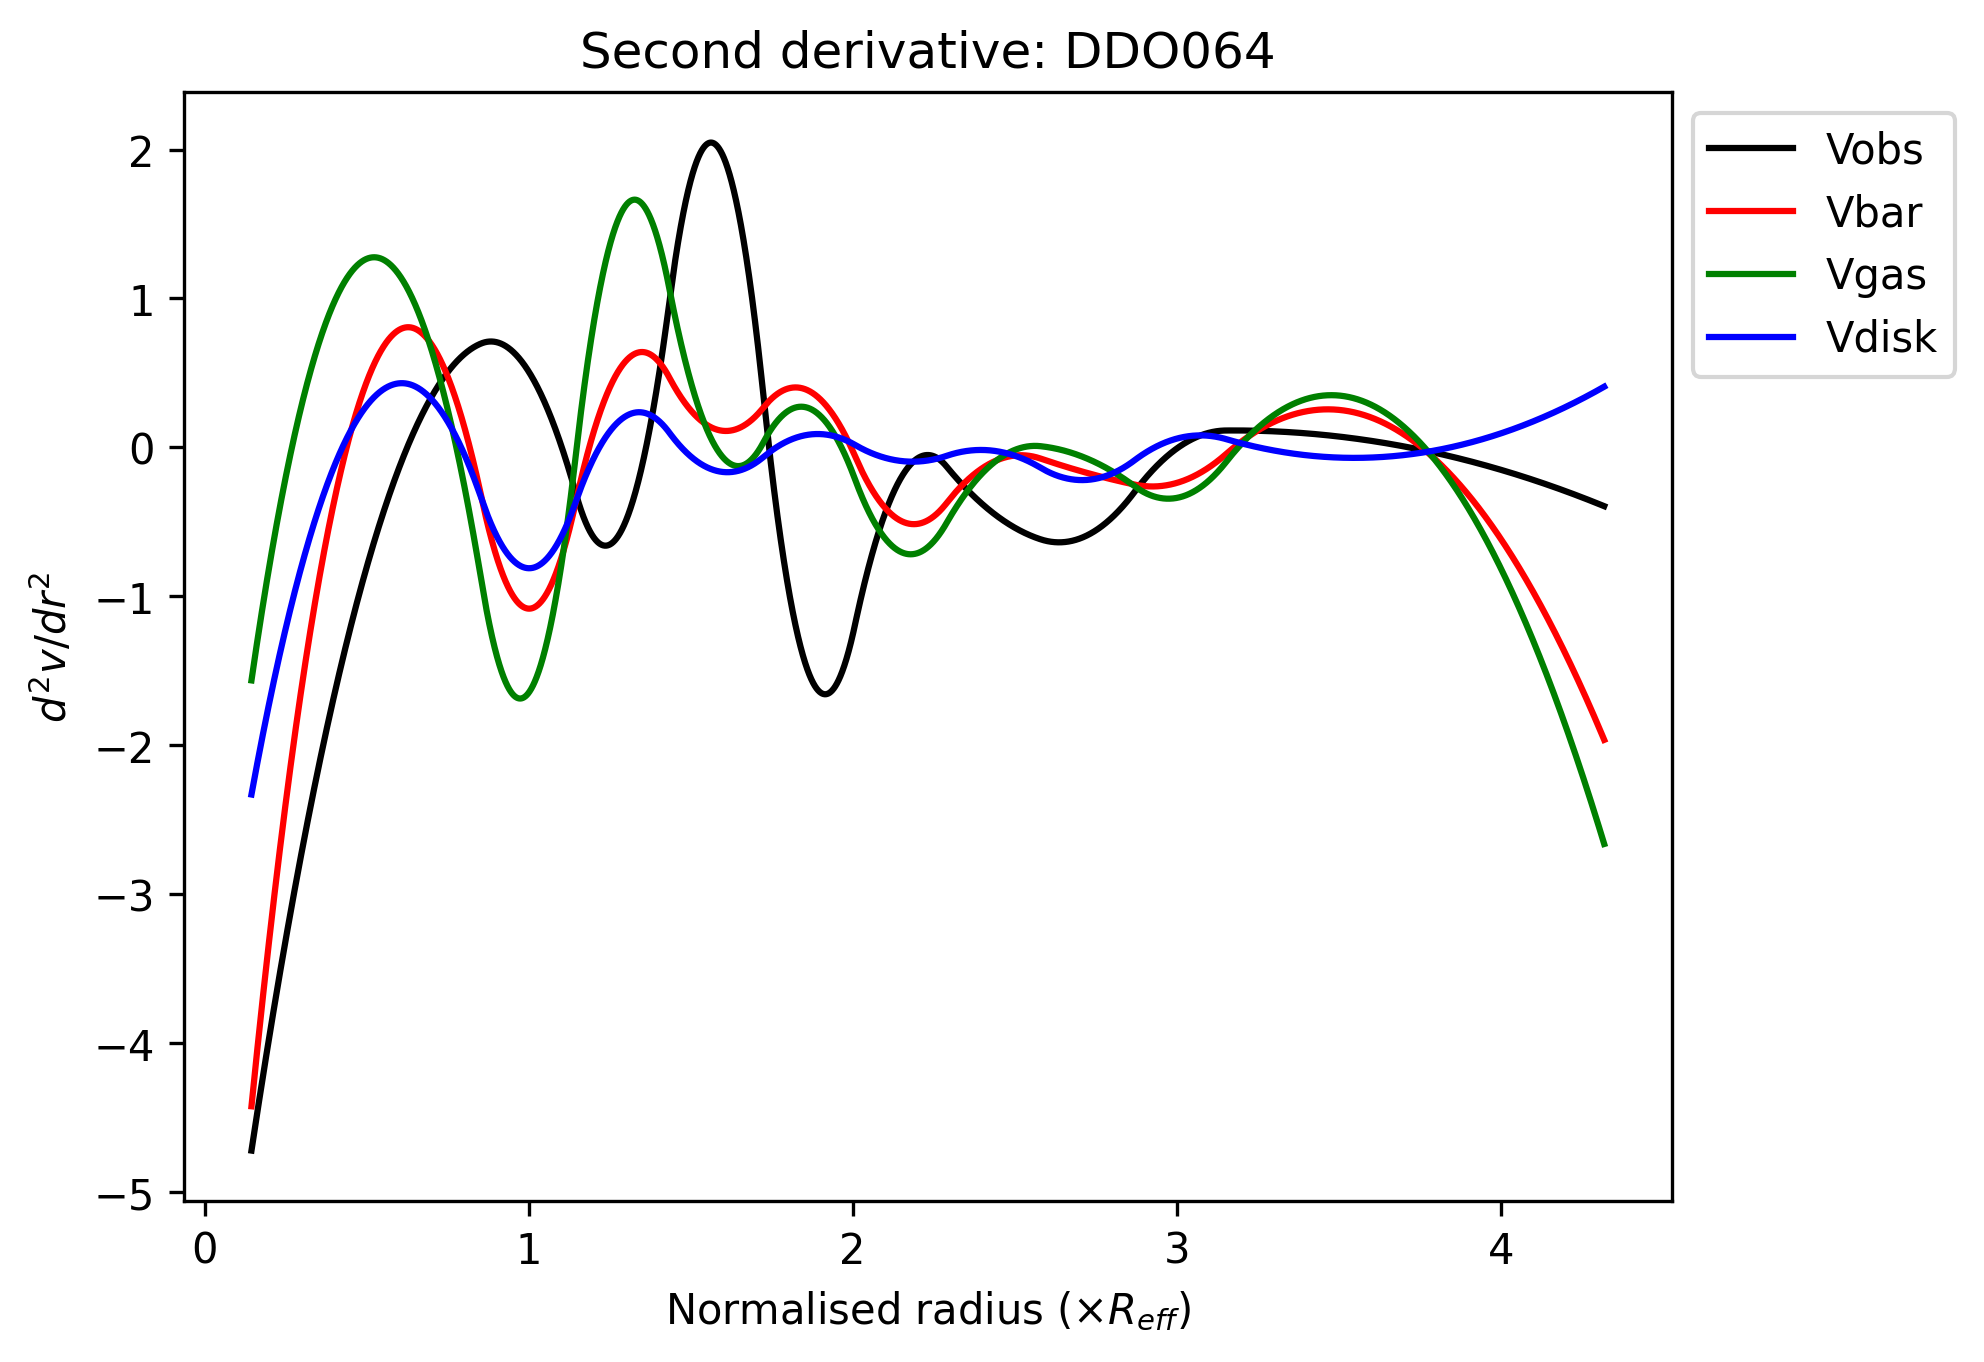 Second derivative: DDO064
Vobs
Vbar
Vgas
Vdisk
2
1
0
−1
−2
−3
−4
−5
d²v/dr²
0 1 2 3 4
Normalised radius (×R_eff)